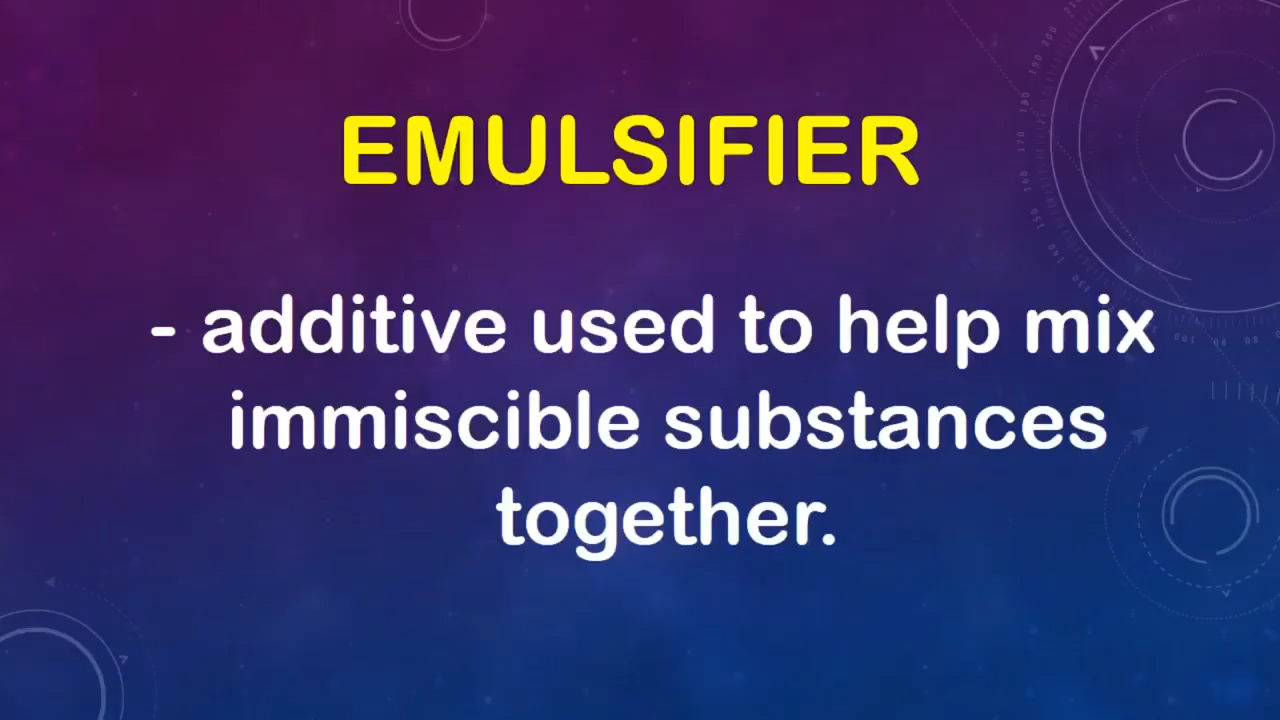 EMULSIFIER
- additive used to help mix
immiscible substances
together.